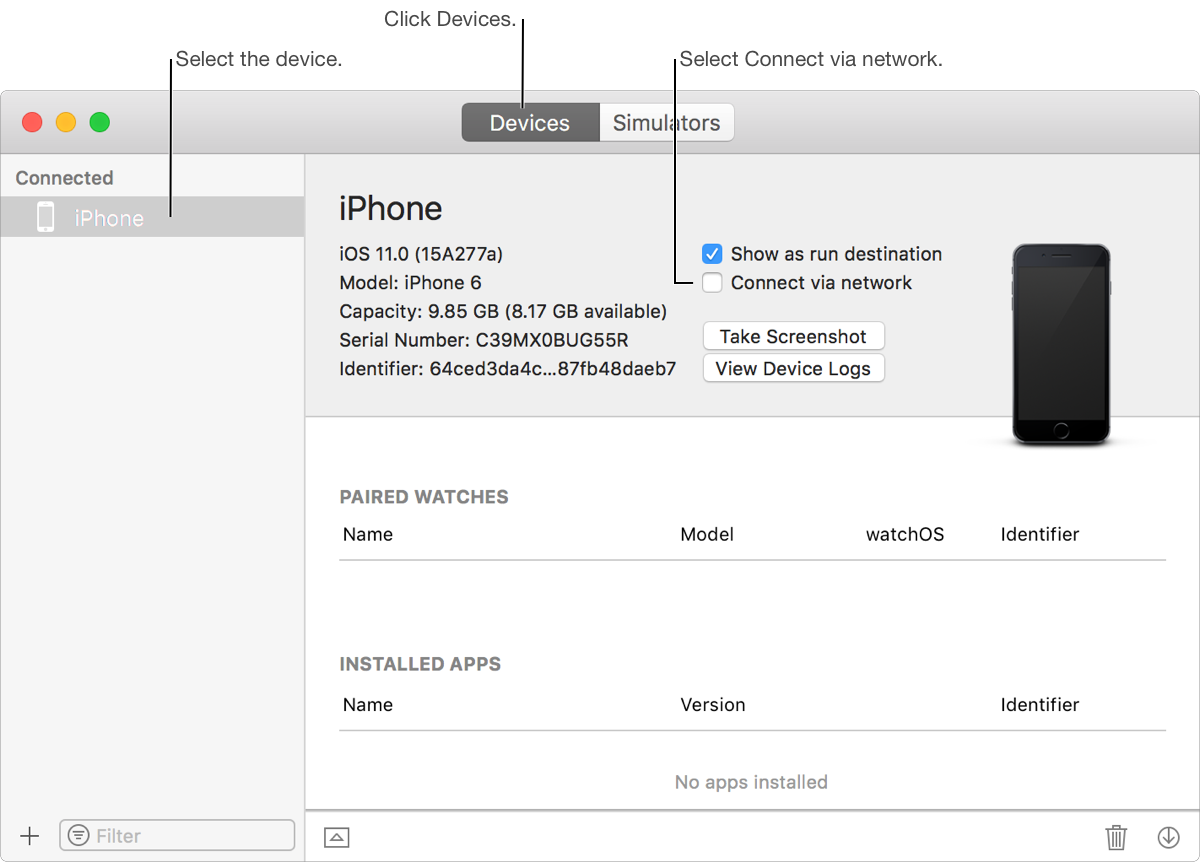 Click Devices.
Select the device.
Select Connect via network.
Devices
Simulators
Connected
iPhone
iPhone
iOS 11.0 (15A277a)
Model: iPhone 6
Capacity: 9.85 GB (8.17 GB available)
Serial Number: C39MX0BUG55R
Identifier: 64ced3da4c...87fb48daeb7
Show as run destination
Connect via network
Take Screenshot
View Device Logs
PAIRED WATCHES
Name Model watchOS Identifier
INSTALLED APPS
Name Version Identifier
No apps installed
Filter